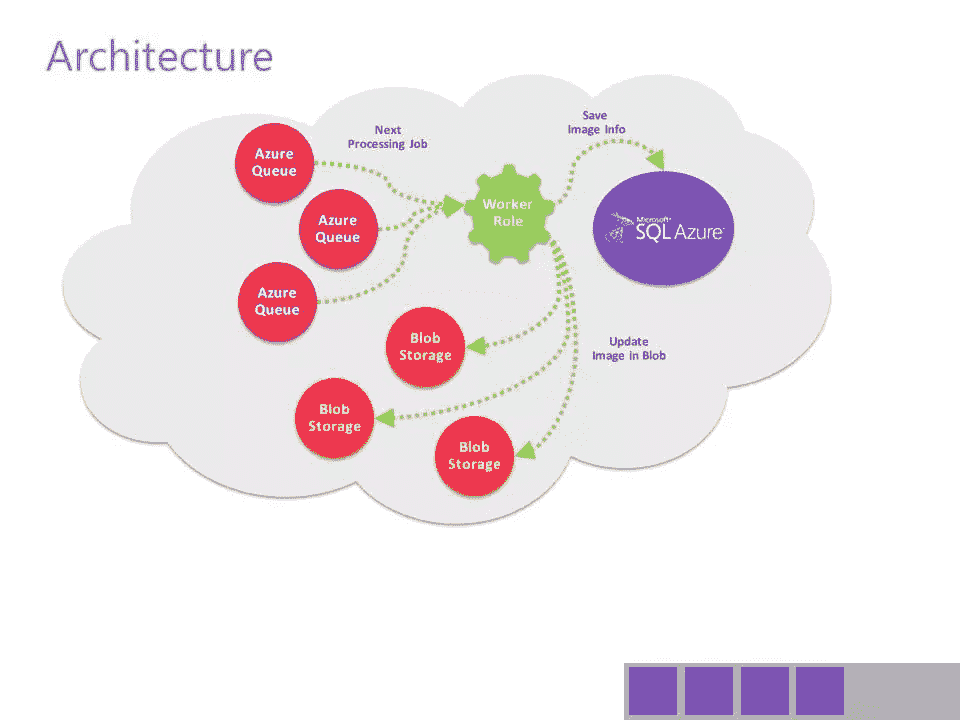 Architecture
Next
Processing Job
Save
Image Info
Azure
Queue
Azure
Queue
Azure
Queue
Worker
Role
Microsoft®
SQL Azure™
Blob
Storage
Update
Image in Blob
Blob
Storage
Blob
Storage